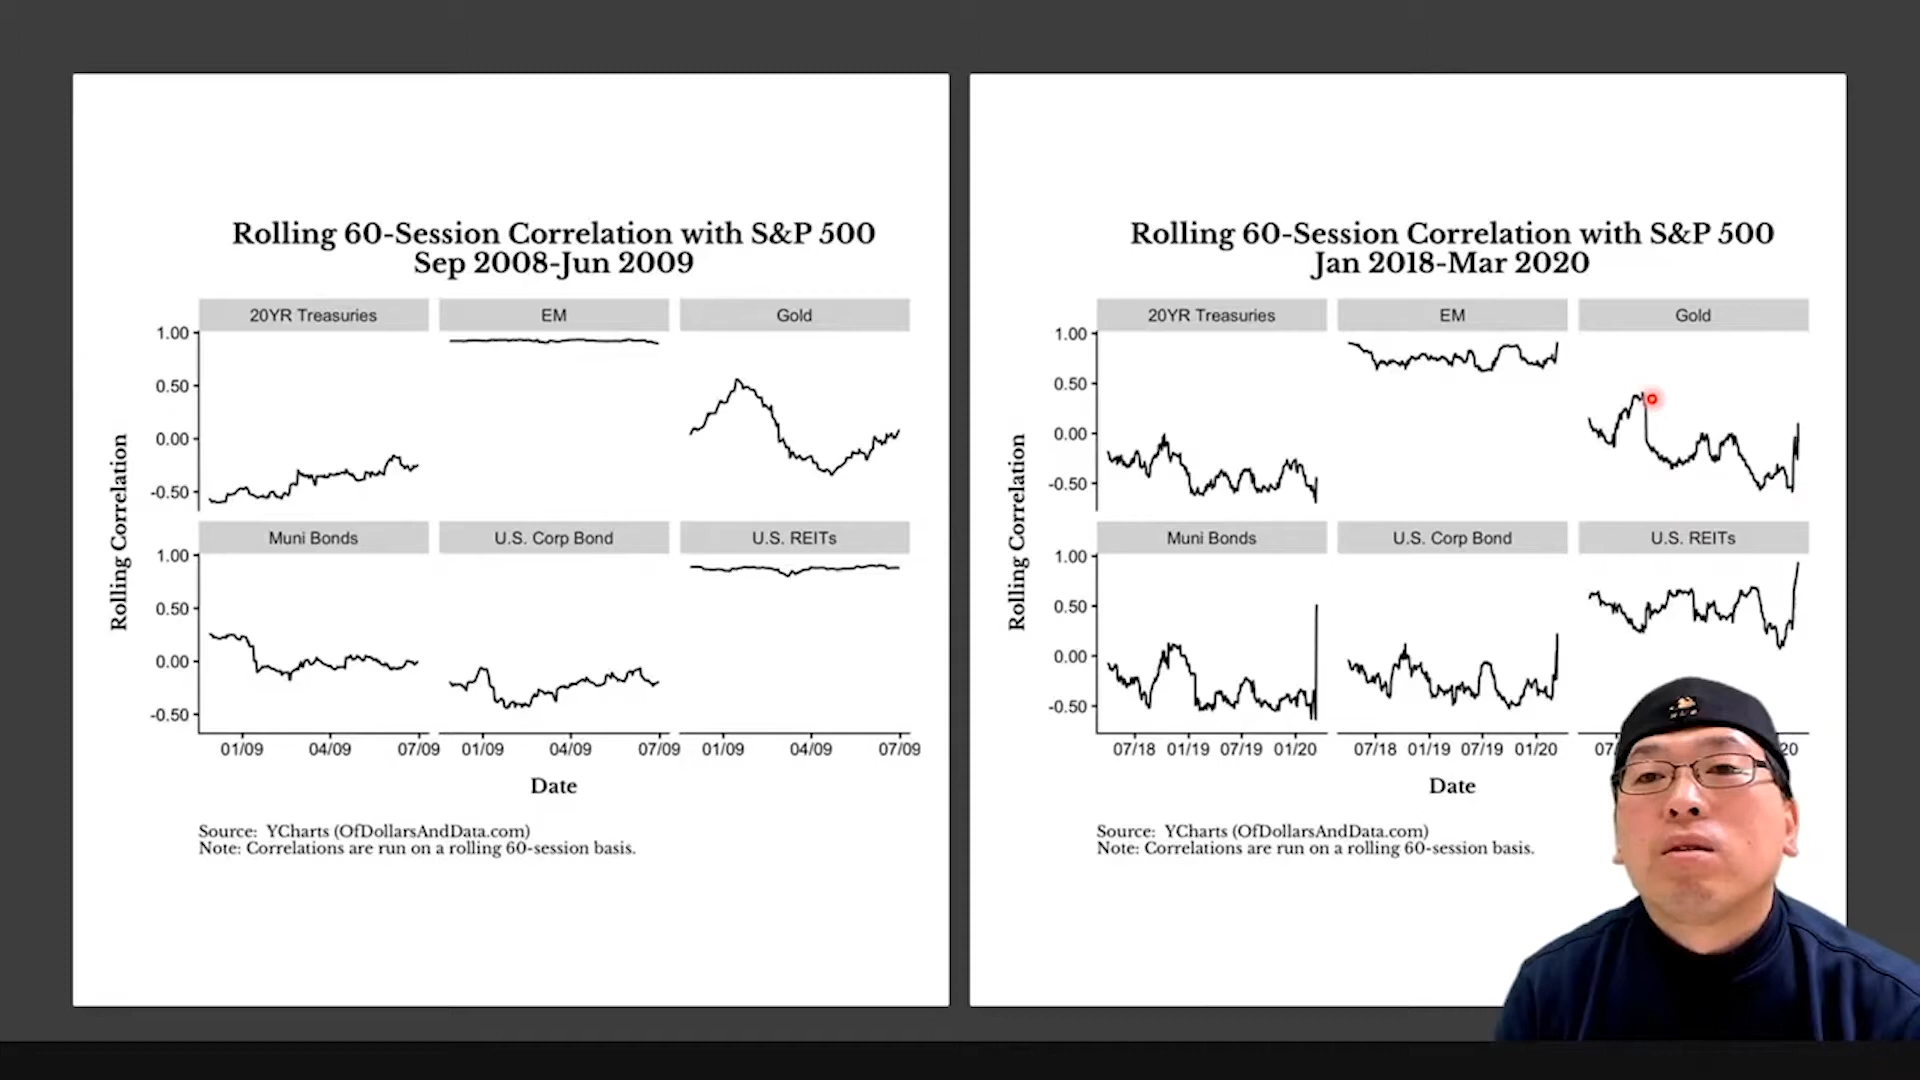 Rolling 60-Session Correlation with S&P 500
Sep 2008-Jun 2009
20YR Treasuries EM Gold
1.00
0.50
0.00
-0.50
Muni Bonds U.S. Corp Bond U.S. REITs
1.00
0.50
0.00
-0.50
Rolling Correlation
01/09 04/09 07/09 01/09 04/09 07/09 01/09 04/09 07/09
Date
Source: YCharts (OfDollarsAndData.com)
Note: Correlations are run on a rolling 60-session basis.
Rolling 60-Session Correlation with S&P 500
Jan 2018-Mar 2020
20YR Treasuries EM Gold
1.00
0.50
0.00
-0.50
Muni Bonds U.S. Corp Bond U.S. REITs
1.00
0.50
0.00
-0.50
Rolling Correlation
07/18 01/19 07/19 01/20 07/18 01/19 07/19 01/20
Date
Source: YCharts (OfDollarsAndData.com)
Note: Correlations are run on a rolling 60-session basis.